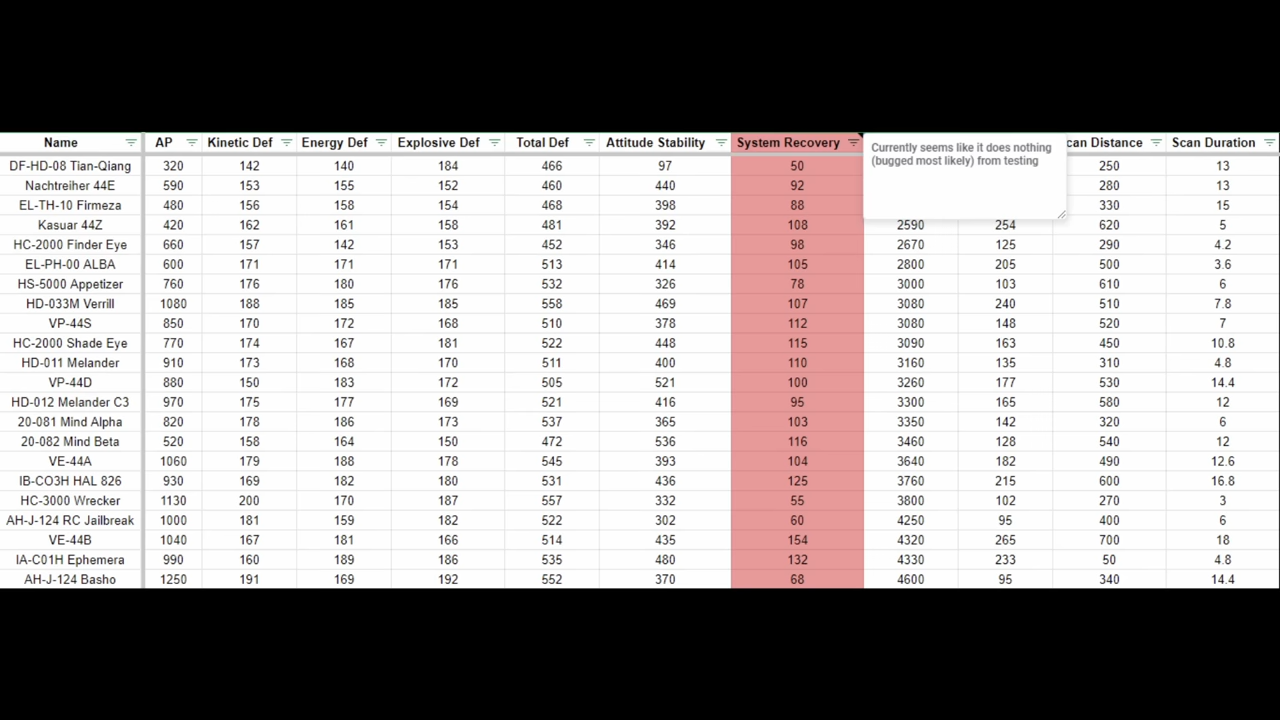 Name AP Kinetic Def Energy Def Explosive Def Total Def Attitude Stability System Recovery can Distance Scan Duration
Currently seems like it does nothing
(bugged most likely) from testing
DF-HD-08 Tian-Qiang 320 142 140 184 466 97 50 250 13
Nachtreiher 44E 590 153 155 152 460 440 92 280 13
EL-TH-10 Firmeza 480 156 158 154 468 398 88 330 15
Kasuar 44Z 420 162 161 158 481 392 108 2590 254 620 5
HC-2000 Finder Eye 660 157 142 153 452 346 98 2670 125 290 4.2
EL-PH-00 ALBA 600 171 171 171 513 414 105 2800 205 500 3.6
HS-5000 Appetizer 760 176 180 176 532 326 78 3000 103 610 6
HD-033M Verrill 1080 188 185 185 558 469 107 3080 240 510 7.8
VP-44S 850 170 172 168 510 378 112 3080 148 520 7
HC-2000 Shade Eye 770 174 167 181 522 448 115 3090 163 450 10.8
HD-011 Melander 910 173 168 170 511 400 110 3160 135 310 4.8
VP-44D 880 150 183 172 505 521 100 3260 177 530 14.4
HD-012 Melander C3 970 175 177 169 521 416 95 3300 165 580 12
20-081 Mind Alpha 820 178 186 173 537 365 103 3350 142 320 6
20-082 Mind Beta 520 158 164 150 472 536 116 3460 128 540 12
VE-44A 1060 179 188 178 545 393 104 3640 182 490 12.6
IB-CO3H HAL 826 930 169 182 180 531 436 125 3760 215 600 16.8
HC-3000 Wrecker 1130 200 170 187 557 332 55 3800 102 270 3
AH-J-124 RC Jailbreak 1000 181 159 182 522 302 60 4250 95 400 6
VE-44B 1040 167 181 166 514 435 154 4320 265 700 18
IA-C01H Ephemera 990 160 189 186 535 480 132 4330 233 50 4.8
AH-J-124 Basho 1250 191 169 192 552 370 68 4600 95 340 14.4